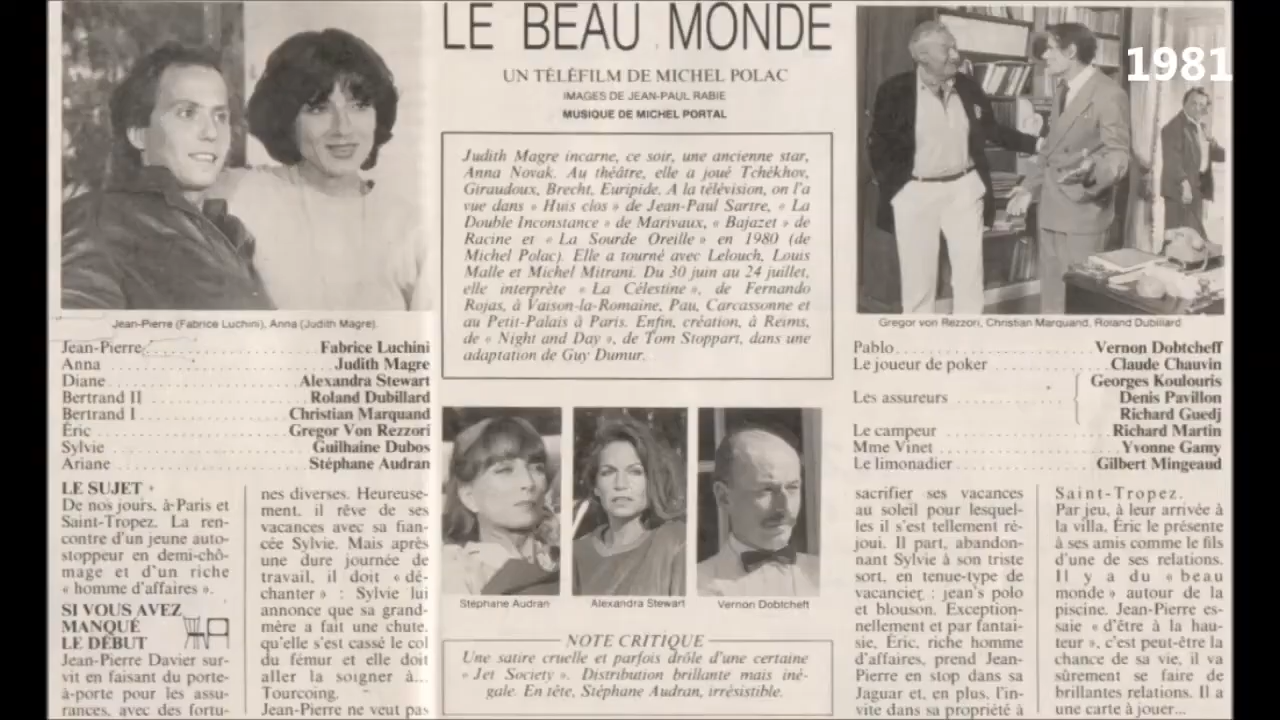 LE BEAU MONDE
1981
UN TÉLÉFILM DE MICHEL POLAC
IMAGES DE JEAN-PAUL RABIE
MUSIQUE DE MICHEL PORTAL
Judith Magre incarne, ce soir, une ancienne star,
Anna Novak. Au théâtre, elle a joué Tchékhov,
Giraudoux, Brecht, Euripide. A la télévision, on l'a
vue dans « Huis clos » de Jean-Paul Sartre, « La
Double Inconstance » de Marivaux, « Bajazet » de
Racine et « La Sourde Oreille » en 1980 (de
Michel Polac). Elle a tourné avec Lelouch, Louis
Malle et Michel Mitrani. Du 30 juin au 24 juillet,
elle interprète « La Célestine », de Fernando
Rojas, à Vaison-la-Romaine, Pau, Carcassonne et
au Petit-Palais à Paris. Enfin, création, à Reims,
de « Night and Day », de Tom Stoppart, dans une
adaptation de Guy Dumur.
Jean-Pierre (Fabrice Luchini), Anna (Judith Magre).
Gregor von Rezzori, Christian Marquand, Roland Dubillard.
Jean-Pierre Fabrice Luchini
Anna Judith Magre
Diane Alexandra Stewart
Bertrand II Roland Dubillard
Bertrand I Christian Marquand
Éric Gregor Von Rezzori
Sylvie Guilhaine Dubos
Ariane Stéphane Audran
Pablo Vernon Dobtcheff
Le joueur de poker Claude Chauvin
Georges Koulouris
Les assureurs Denis Pavillon
Richard Guedj
Le campeur Richard Martin
Mme Vinet Yvonne Gamy
Le limonadier Gilbert Mingeaud
Stéphane Audran
Alexandra Stewart
Vernon Dobtcheft
NOTE CRITIQUE
Une satire cruelle et parfois drôle d'une certaine
« Jet Society ». Distribution brillante mais iné-
gale. En tête, Stéphane Audran, irrésistible.
LE SUJET
De nos jours, à Paris et
Saint-Tropez. La ren-
contre d'un jeune auto-
stoppeur en demi-chô-
mage et d'un riche
« homme d'affaires ».
SI VOUS AVEZ
MANQUÉ
LE DÉBUT
Jean-Pierre Davier sur-
vit en faisant du porte-
à-porte pour les assu-
rances, avec des fortu-
nes diverses. Heureuse-
ment, il rêve de ses
vacances avec sa fian-
cée Sylvie. Mais après
une dure journée de
travail, il doit « dé-
chanter » : Sylvie lui
annonce que sa grand-
mère a fait une chute,
qu'elle s'est cassé le col
du fémur et elle doit
aller la soigner à...
Tourcoing.
Jean-Pierre ne veut pas
sacrifier ses vacances
au soleil pour lesquel-
les il s'est tellement ré-
joui. Il part, abandon-
nant Sylvie à son triste
sort, en tenue-type de
vacancier : jean's polo
et blouson. Exception-
nellement et par fantai-
sie, Éric, riche homme
d'affaires, prend Jean-
Pierre en stop dans sa
Jaguar et, en plus, l'in-
vite dans sa propriété à
Saint-Tropez.
Par jeu, à leur arrivée à
la villa, Éric le présente
à ses amis comme le fils
d'une de ses relations.
Il y a du « beau
monde » autour de la
piscine. Jean-Pierre es-
saie « d'être à la hau-
teur », c'est peut-être la
chance de sa vie, il va
sûrement se faire de
brillantes relations. Il a
une carte à jouer...